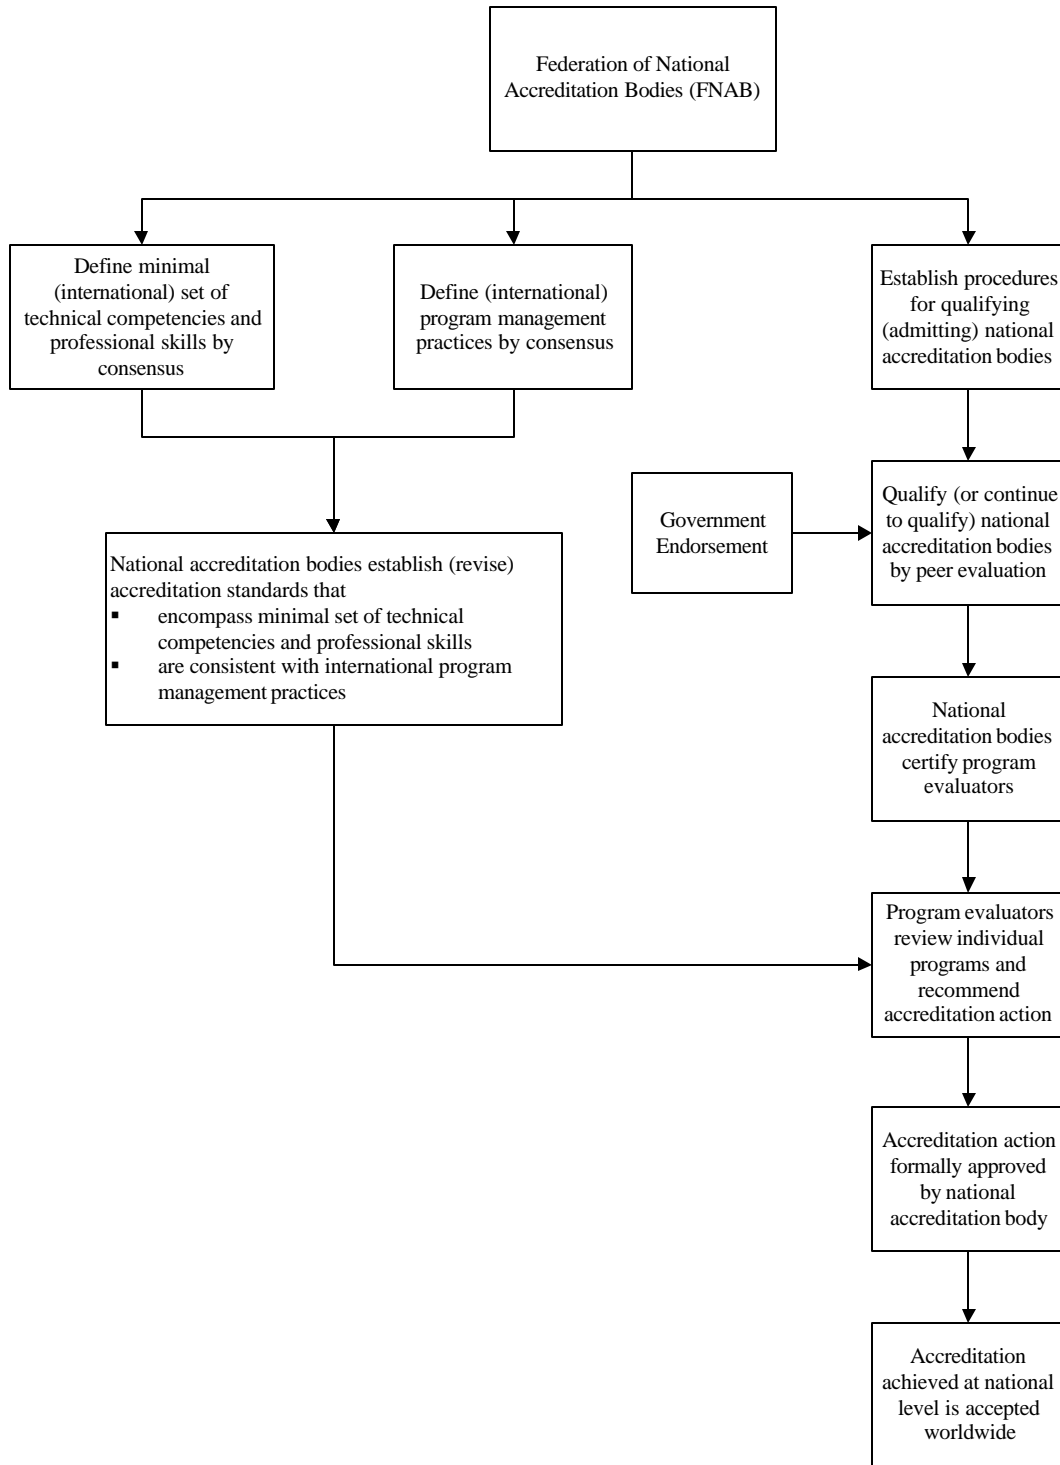 Federation of National
Accreditation Bodies (FNAB)
Define minimal
(international) set of
technical competencies and
professional skills by
consensus
Define (international)
program management
practices by consensus
Establish procedures
for qualifying
(admitting) national
accreditation bodies
Government
Endorsement
Qualify (or continue
to qualify) national
accreditation bodies
by peer evaluation
National accreditation bodies establish (revise)
accreditation standards that
▪ encompass minimal set of technical
competencies and professional skills
▪ are consistent with international program
management practices
National
accreditation bodies
certify program
evaluators
Program evaluators
review individual
programs and
recommend
accreditation action
Accreditation action
formally approved
by national
accreditation body
Accreditation
achieved at national
level is accepted
worldwide